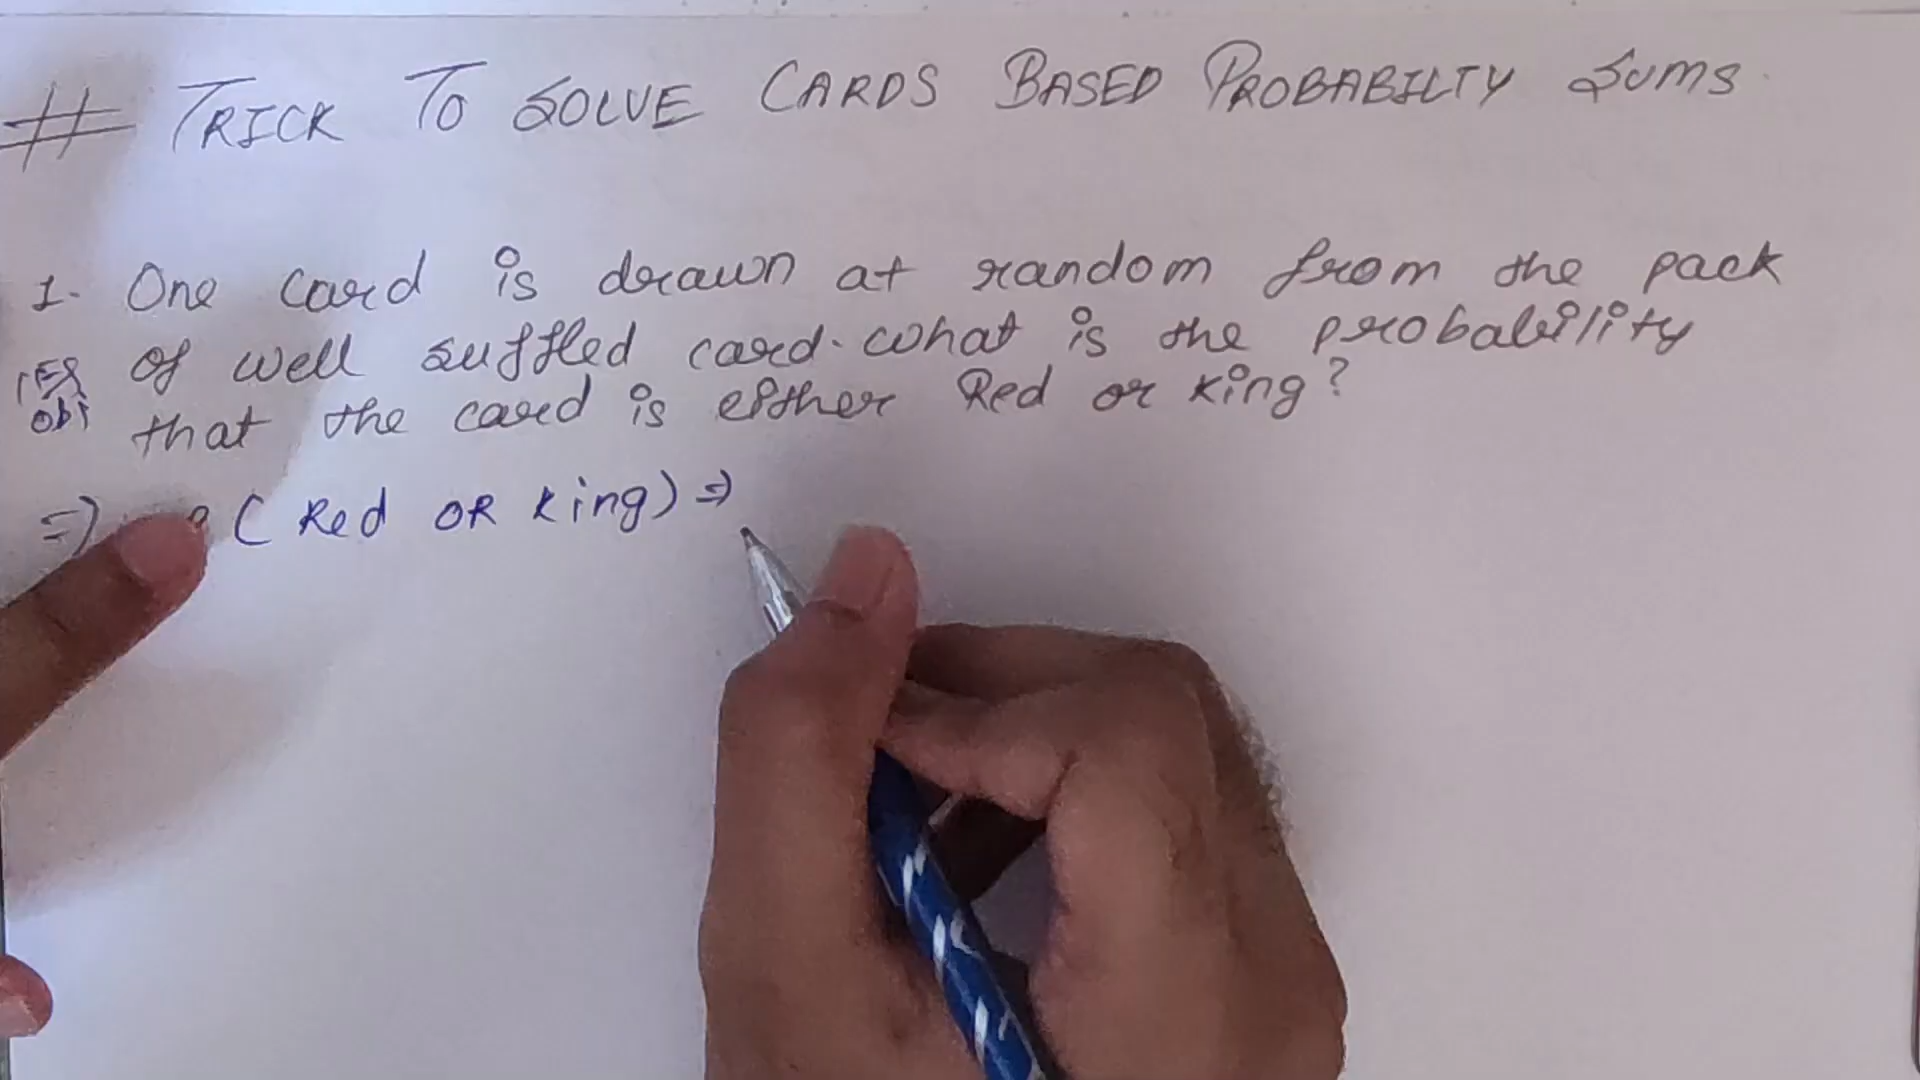 # TRICK TO SOLVE CARDS BASED PROBABILTY SUMS
1. One card is drawn at random from the pack
of well suffled card. what is the probability
that the card is either Red or King?
=> P ( Red OR King) =>